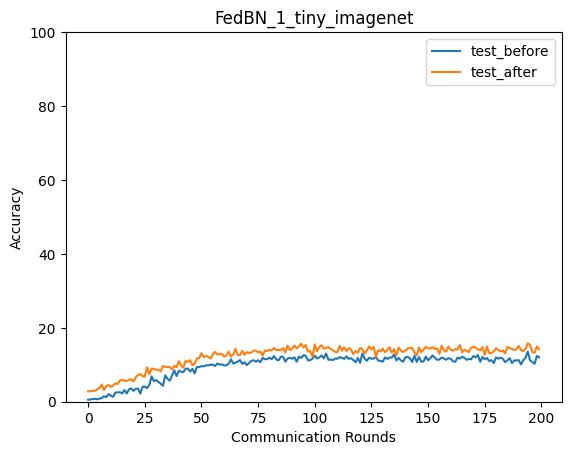 FedBN_1_tiny_imagenet
100
80
60
40
20
0
Accuracy
test_before
test_after
0 25 50 75 100 125 150 175 200
Communication Rounds